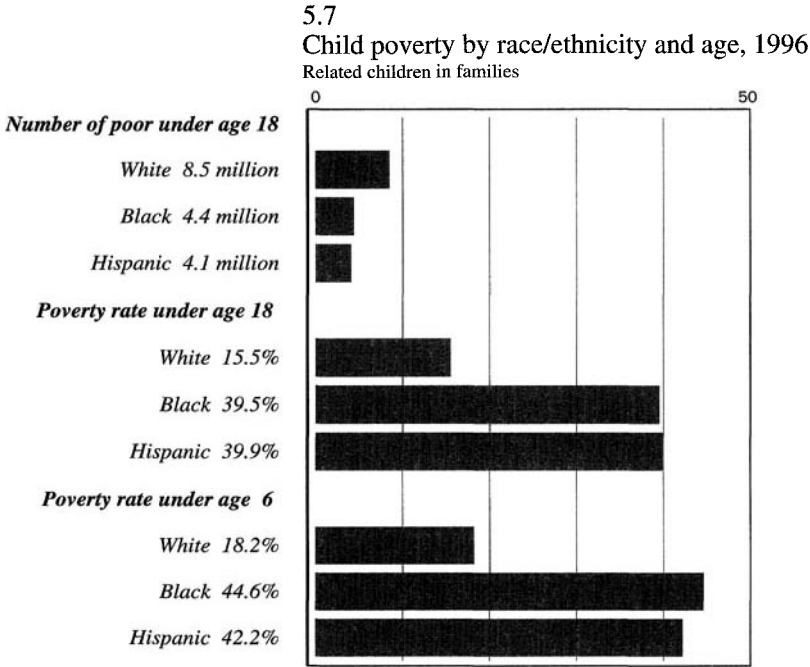 5.7
Child poverty by race/ethnicity and age, 1996
Related children in families
0 50
Number of poor under age 18
White 8.5 million
Black 4.4 million
Hispanic 4.1 million
Poverty rate under age 18
White 15.5%
Black 39.5%
Hispanic 39.9%
Poverty rate under age 6
White 18.2%
Black 44.6%
Hispanic 42.2%